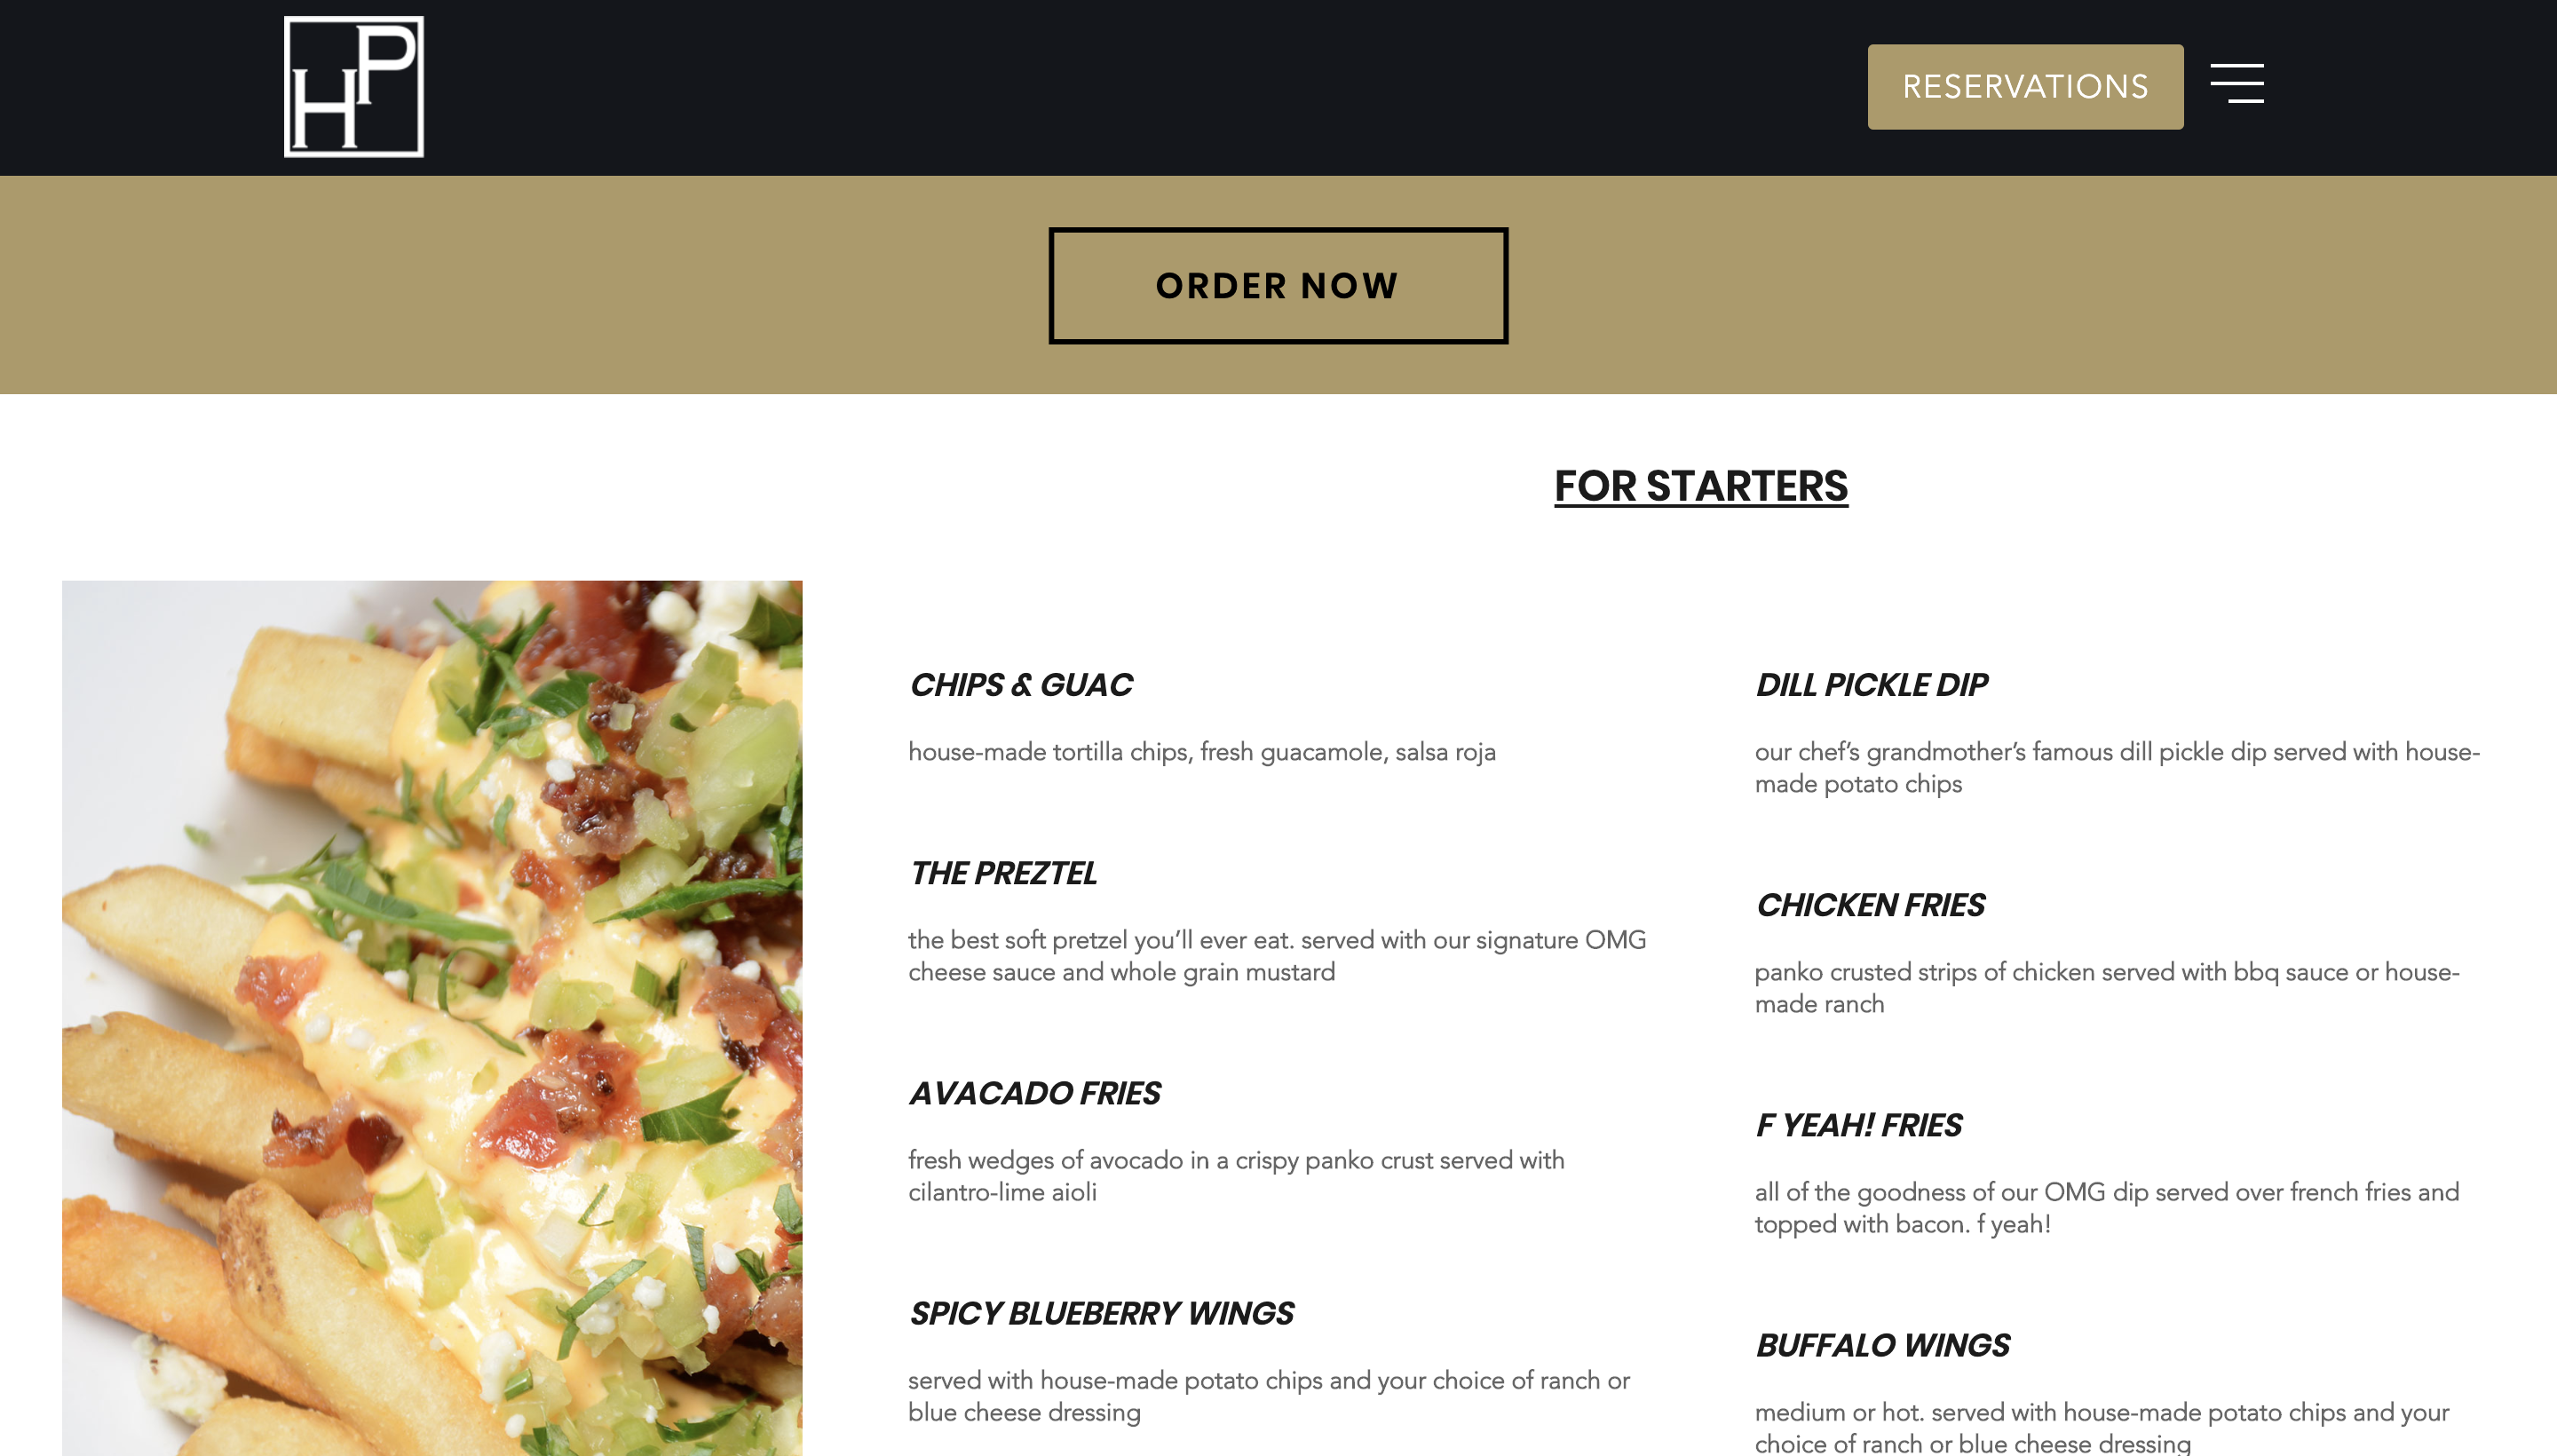 HP
RESERVATIONS
ORDER NOW
FOR STARTERS
CHIPS & GUAC
house-made tortilla chips, fresh guacamole, salsa roja
THE PREZTEL
the best soft pretzel you’ll ever eat. served with our signature OMG
cheese sauce and whole grain mustard
AVACADO FRIES
fresh wedges of avocado in a crispy panko crust served with
cilantro-lime aioli
SPICY BLUEBERRY WINGS
served with house-made potato chips and your choice of ranch or
blue cheese dressing
DILL PICKLE DIP
our chef’s grandmother’s famous dill pickle dip served with house-
made potato chips
CHICKEN FRIES
panko crusted strips of chicken served with bbq sauce or house-
made ranch
F YEAH! FRIES
all of the goodness of our OMG dip served over french fries and
topped with bacon. f yeah!
BUFFALO WINGS
medium or hot. served with house-made potato chips and your
choice of ranch or blue cheese dressing